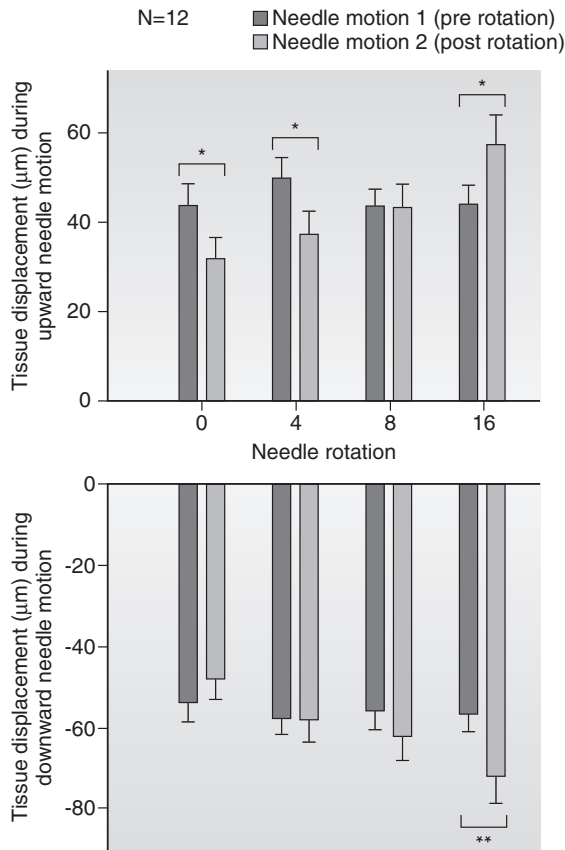 N=12
Needle motion 1 (pre rotation)
Needle motion 2 (post rotation)
Tissue displacement (μm) during
upward needle motion
60
40
20
0
*
*
*
0 4 8 16
Needle rotation
Tissue displacement (μm) during
downward needle motion
0
-20
-40
-60
-80
**